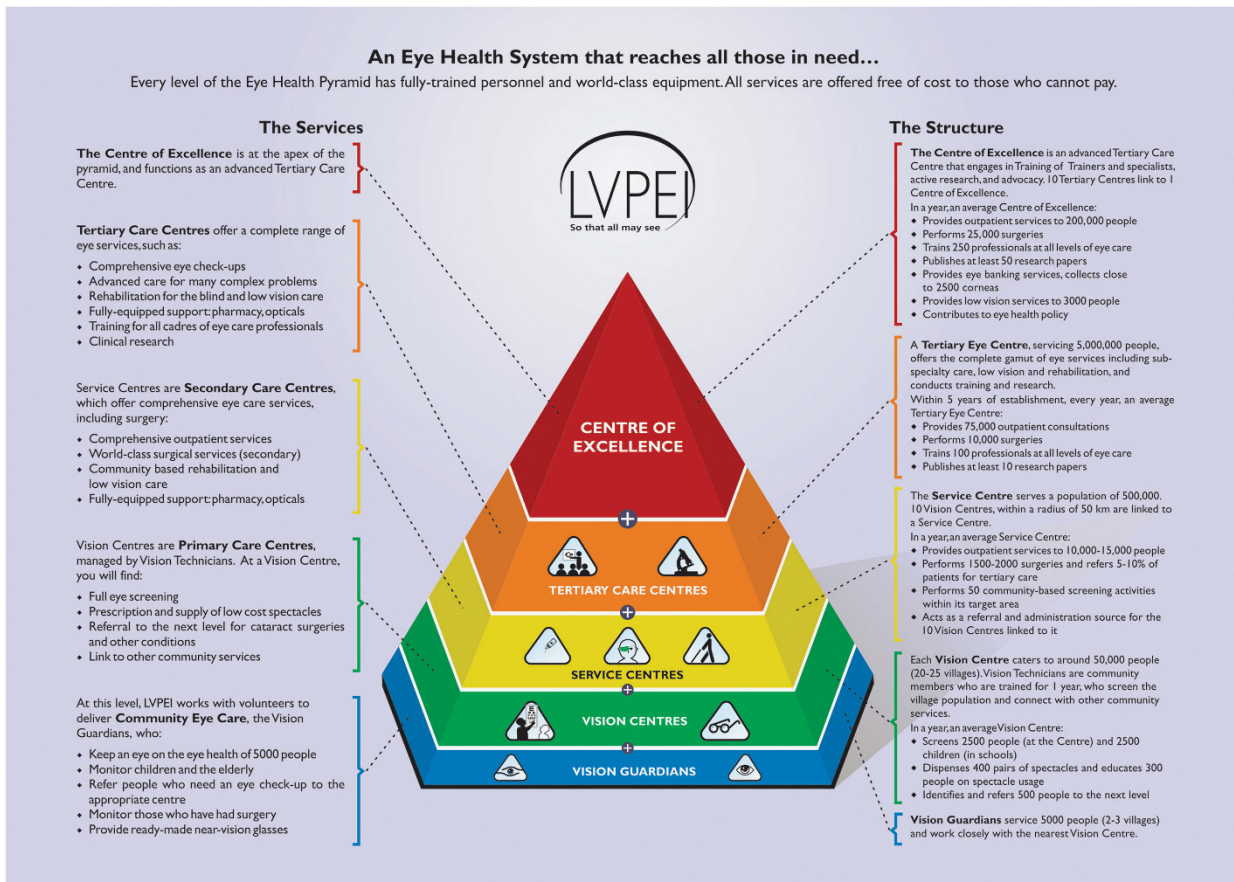 An Eye Health System that reaches all those in need…
Every level of the Eye Health Pyramid has fully-trained personnel and world-class equipment. All services are offered free of cost to those who cannot pay.
The Services
The Centre of Excellence is at the apex of the
pyramid, and functions as an advanced Tertiary Care
Centre.
Tertiary Care Centres offer a complete range of
eye services, such as:
Comprehensive eye check-ups
Advanced care for many complex problems
Rehabilitation for the blind and low vision care
Fully-equipped support: pharmacy, opticals
Training for all cadres of eye care professionals
Clinical research
Service Centres are Secondary Care Centres,
which offer comprehensive eye care services,
including surgery:
Comprehensive outpatient services
World-class surgical services (secondary)
Community based rehabilitation and
low vision care
Fully-equipped support: pharmacy, opticals
Vision Centres are Primary Care Centres,
managed by Vision Technicians. At a Vision Centre,
you will find:
Full eye screening
Prescription and supply of low cost spectacles
Referral to the next level for cataract surgeries
and other conditions
Link to other community services
At this level, LVPEI works with volunteers to
deliver Community Eye Care, the Vision
Guardians, who:
Keep an eye on the eye health of 5000 people
Monitor children and the elderly
Refer people who need an eye check-up to the
appropriate centre
Monitor those who have had surgery
Provide ready-made near-vision glasses
LVPEI
So that all may see
CENTRE OF
EXCELLENCE
TERTIARY CARE CENTRES
SERVICE CENTRES
VISION CENTRES
VISION GUARDIANS
The Structure
The Centre of Excellence is an advanced Tertiary Care
Centre that engages in Training of Trainers and specialists,
active research, and advocacy. 10 Tertiary Centres link to 1
Centre of Excellence.
In a year, an average Centre of Excellence:
Provides outpatient services to 200,000 people
Performs 25,000 surgeries
Trains 250 professionals at all levels of eye care
Publishes at least 50 research papers
Provides eye banking services, collects close
to 2500 corneas
Provides low vision services to 3000 people
Contributes to eye health policy
A Tertiary Eye Centre, servicing 5,000,000 people,
offers the complete gamut of eye services including sub-
specialty care, low vision and rehabilitation, and
conducts training and research.
Within 5 years of establishment, every year, an average
Tertiary Eye Centre:
Provides 75,000 outpatient consultations
Performs 10,000 surgeries
Trains 100 professionals at all levels of eye care
Publishes at least 10 research papers
The Service Centre serves a population of 500,000.
10 Vision Centres, within a radius of 50 km are linked to
a Service Centre.
In a year, an average Service Centre:
Provides outpatient services to 10,000-15,000 people
Performs 1500-2000 surgeries and refers 5-10% of
patients for tertiary care
Performs 50 community-based screening activities
within its target area
Acts as a referral and administration source for the
10 Vision Centres linked to it
Each Vision Centre caters to around 50,000 people
(20-25 villages). Vision Technicians are community
members who are trained for 1 year, who screen the
village population and connect with other community
services.
In a year, an average Vision Centre:
Screens 2500 people (at the Centre) and 2500
children (in schools)
Dispenses 400 pairs of spectacles and educates 300
people on spectacle usage
Identifies and refers 500 people to the next level
Vision Guardians service 5000 people (2-3 villages)
and work closely with the nearest Vision Centre.